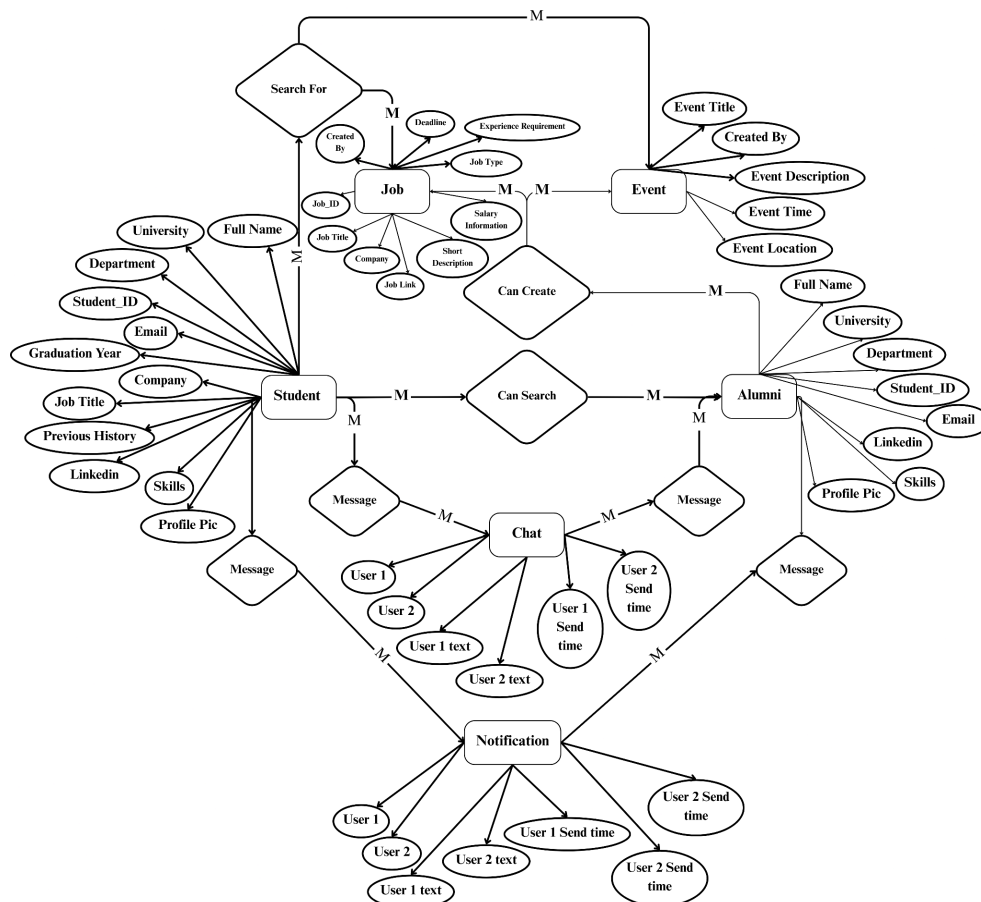 M
Search For
M
Event Title
Deadline
Created
By
Experience Requirement
Created By
Job Type
Event Description
Job
M
M
Event
Job_ID
Salary
Information
Event Time
University
Full Name
Job Title
Short
Description
Event Location
Company
M
Department
Job Link
Full Name
Student_ID
Can Create
M
University
Email
Graduation Year
Department
Company
Student_ID
Job Title
Student
M
Can Search
M
Alumni
Email
Previous History
M
M
Linkedin
Linkedin
Skills
Skills
Profile Pic
Message
Message
Profile Pic
M
M
Chat
Message
User 1
User 2
Send
time
Message
User 2
User 1
Send
time
User 1 text
M
M
User 2 text
Notification
User 1
User 2 Send
time
User 2
User 1 Send time
User 2 text
User 2 Send
time
User 1 text